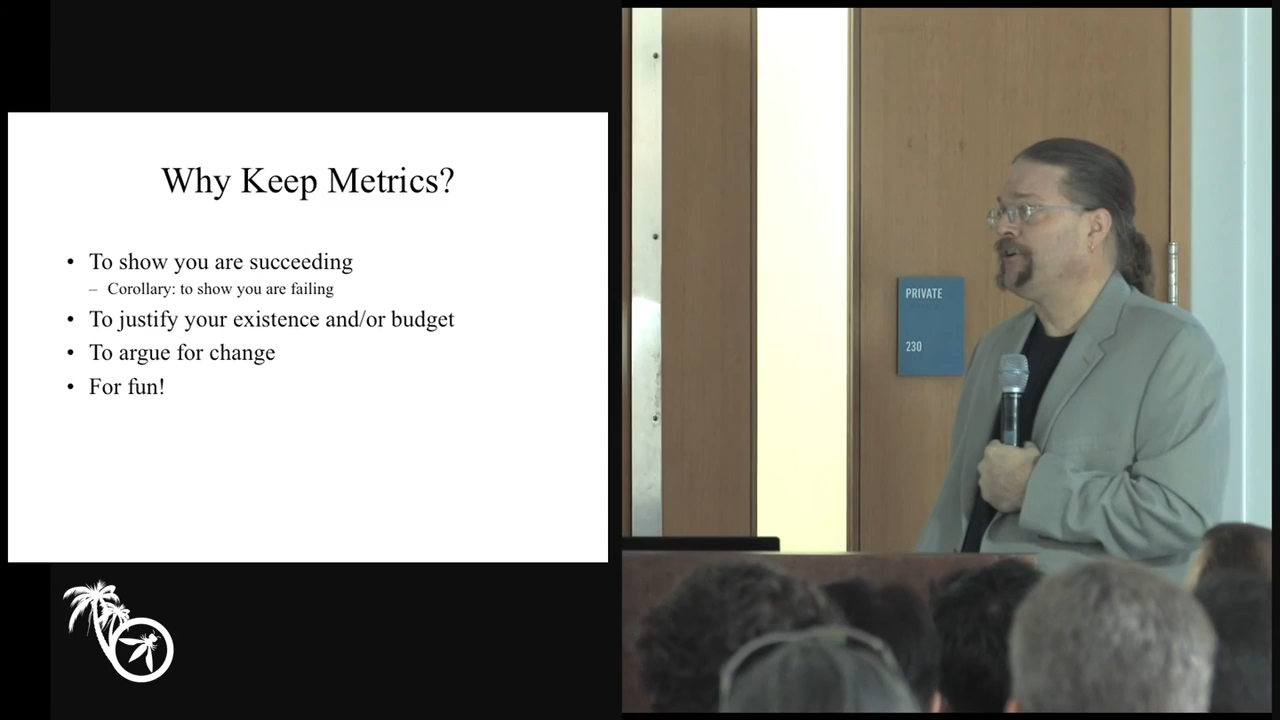 Why Keep Metrics?
• To show you are succeeding
– Corollary: to show you are failing
• To justify your existence and/or budget
• To argue for change
• For fun!
PRIVATE
230